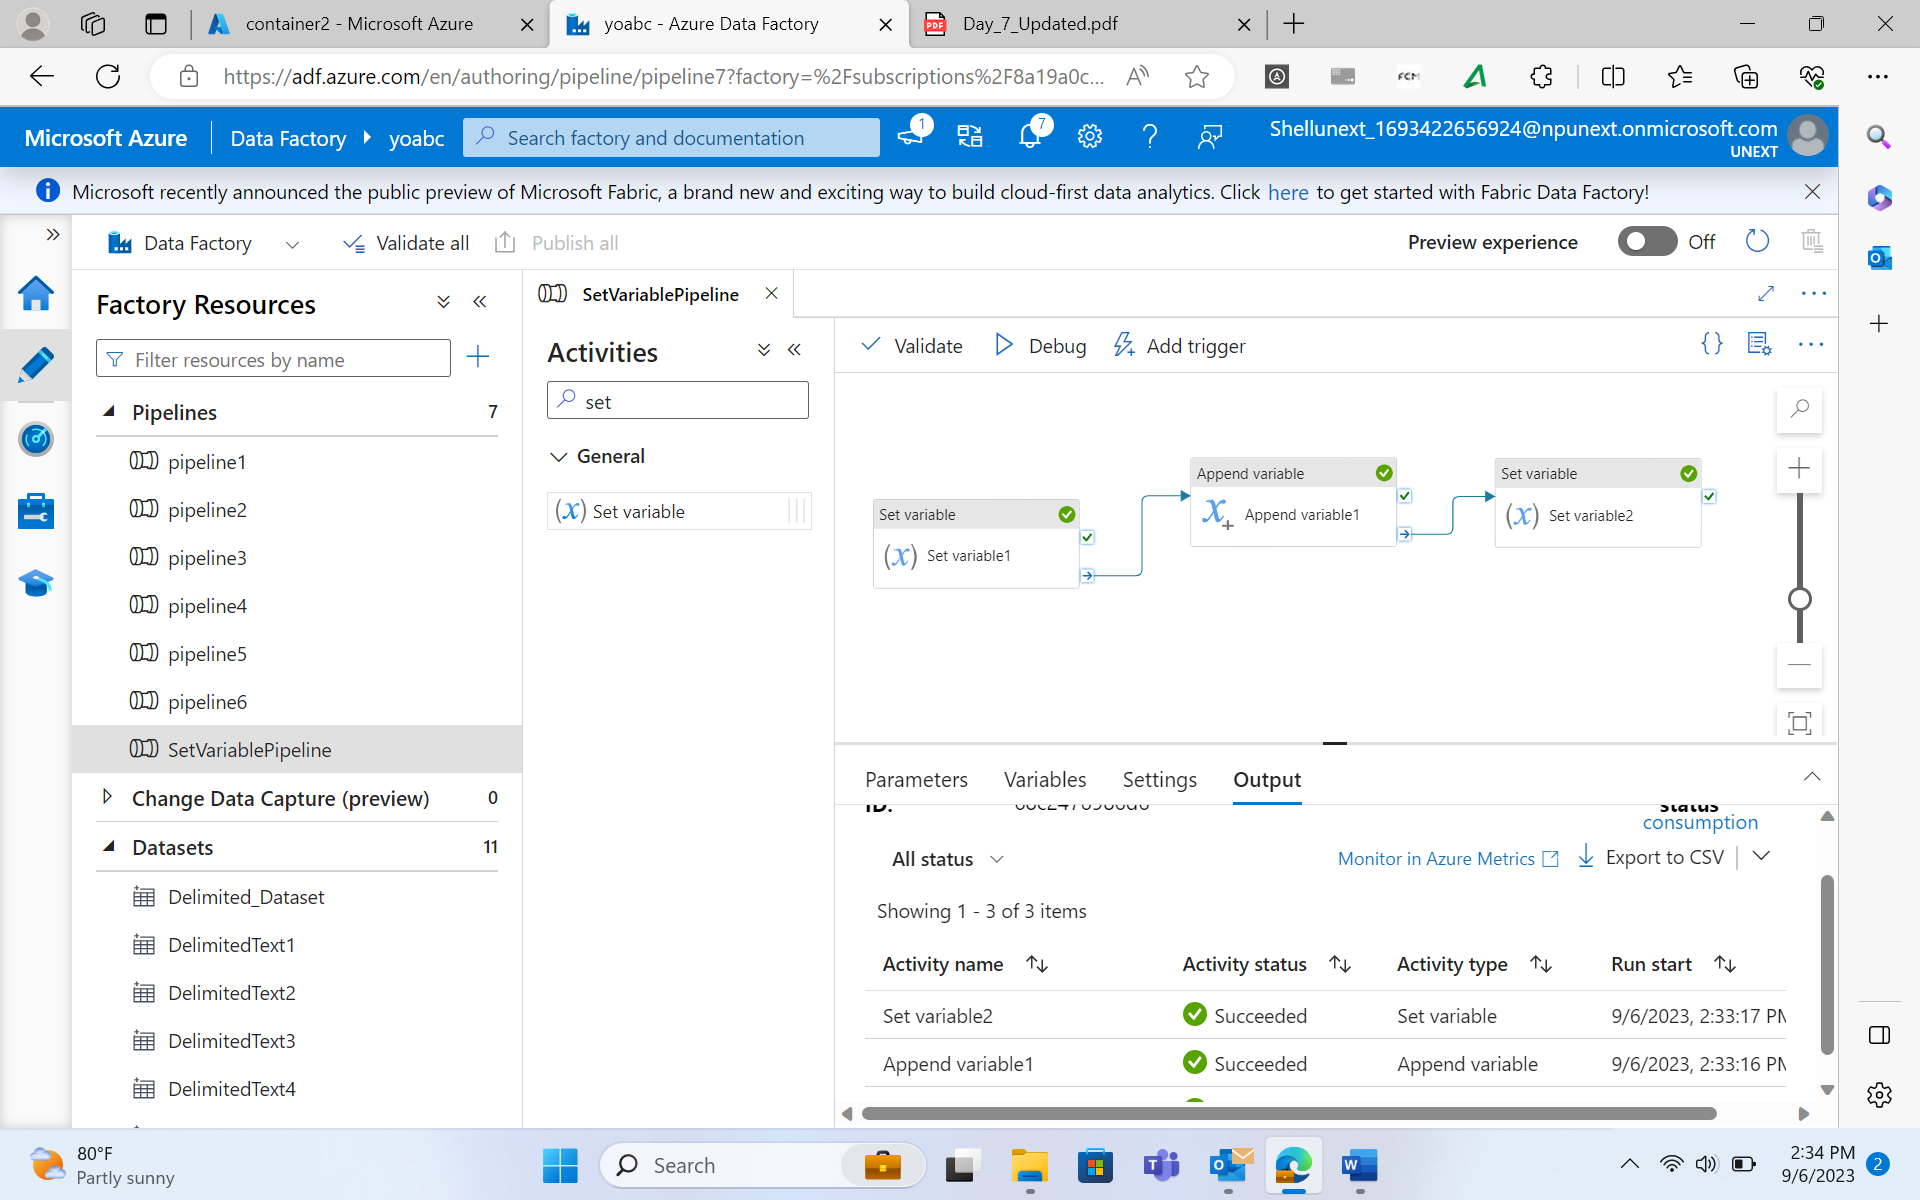 container2 - Microsoft Azure
yoabc - Azure Data Factory
Day_7_Updated.pdf
https://adf.azure.com/en/authoring/pipeline/pipeline7?factory=%2Fsubscriptions%2F8a19a0c...
FCM
Microsoft Azure
Data Factory
yoabc
Search factory and documentation
1
7
Shellunext_1693422656924@npunext.onmicrosoft.com
UNEXT
Microsoft recently announced the public preview of Microsoft Fabric, a brand new and exciting way to build cloud-first data analytics. Click here to get started with Fabric Data Factory!
Data Factory
Validate all
Publish all
Preview experience
Off
Factory Resources
Filter resources by name
Pipelines
7
pipeline1
pipeline2
pipeline3
pipeline4
pipeline5
pipeline6
SetVariablePipeline
Change Data Capture (preview)
0
Datasets
11
Delimited_Dataset
DelimitedText1
DelimitedText2
DelimitedText3
DelimitedText4
SetVariablePipeline
Activities
set
General
(x) Set variable
Validate
Debug
Add trigger
Set variable
(x) Set variable1
Append variable
Append variable1
Set variable
(x) Set variable2
Parameters
Variables
Settings
Output
ID:
status
consumption
All status
Monitor in Azure Metrics
Export to CSV
Showing 1 - 3 of 3 items
Activity name
Activity status
Activity type
Run start
Set variable2
Succeeded
Set variable
9/6/2023, 2:33:17 PM
Append variable1
Succeeded
Append variable
9/6/2023, 2:33:16 PM
80°F
Partly sunny
Search
2:34 PM
9/6/2023
2